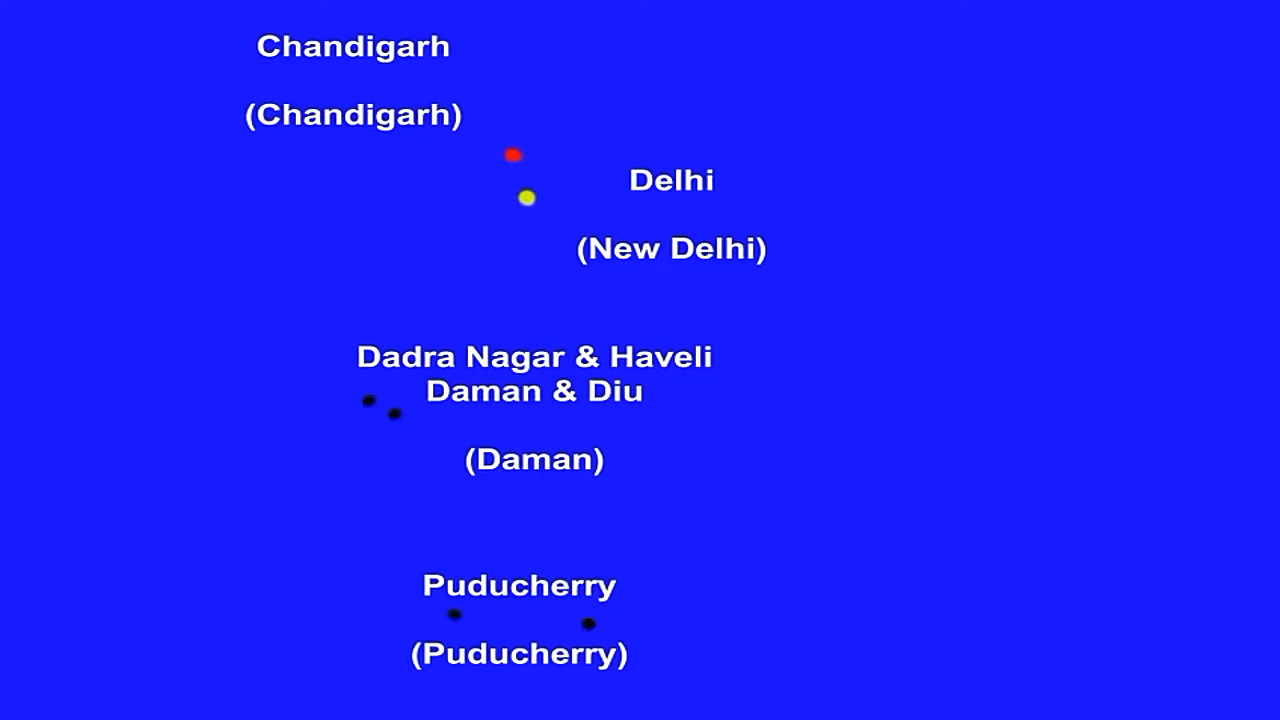 Chandigarh
(Chandigarh)
Delhi
(New Delhi)
Dadra Nagar & Haveli
Daman & Diu
(Daman)
Puducherry
(Puducherry)